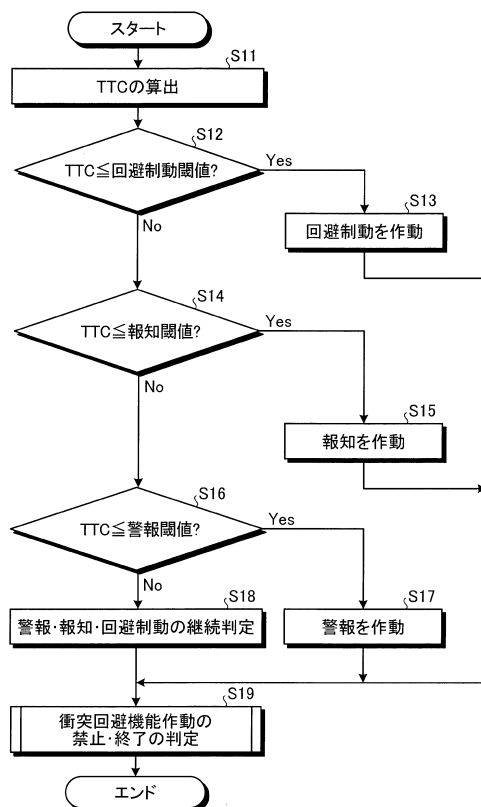 スタート
S11
TTCの算出
S12
TTC≦回避制動閾値?
Yes
No
S13
回避制動を作動
S14
TTC≦報知閾値?
Yes
No
S15
報知を作動
S16
TTC≦警報閾値?
Yes
No
S18
警報・報知・回避制動の継続判定
S17
警報を作動
S19
衝突回避機能作動の
禁止・終了の判定
エンド